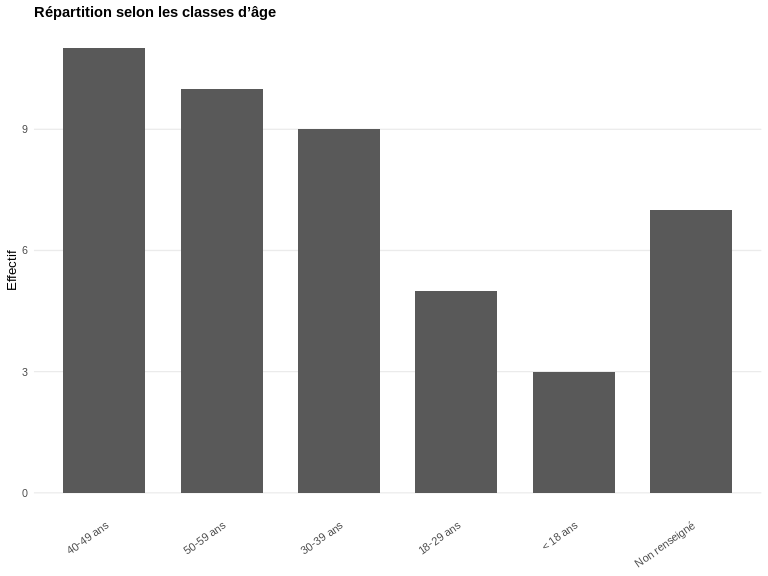 Répartition selon les classes d’âge
Effectif
9
6
3
0
40-49 ans
50-59 ans
30-39 ans
18-29 ans
< 18 ans
Non renseigné